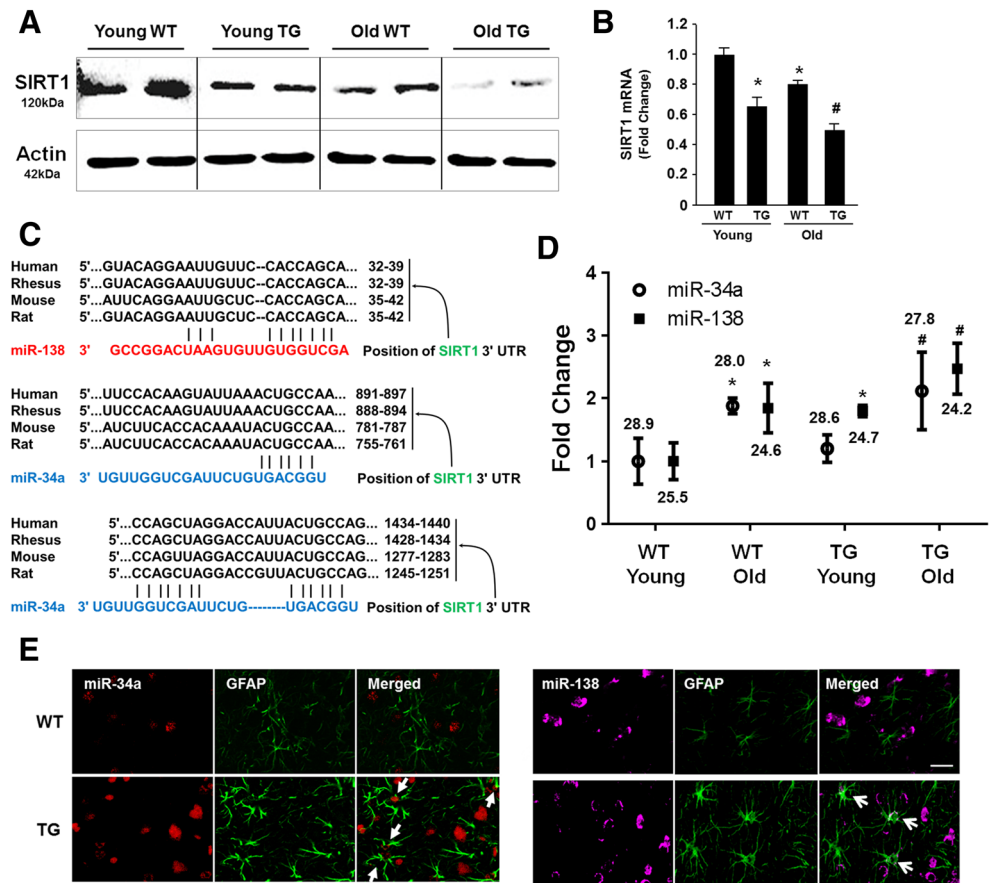 A
Young WT Young TG Old WT Old TG
SIRT1
120kDa
Actin
42kDa
B
SIRT1 mRNA
(Fold Change)
1.2
1.0
0.8
0.6
0.4
0.2
0
* * #
WT TG WT TG
Young Old
C
Human 5'...GUACAGGAAUUGUUC--CACCAGCA... 32-39
Rhesus 5'...GUACAGGAAUUGUUC--CACCAGCA... 32-39
Mouse 5'...AUUCAGGAAUUGCUC--CACCAGCA... 35-42
Rat 5'...AUUCAGGAAUUGCUC--CACCAGCA... 35-42
miR-138 3' GCCGGACUAAGUGUUGUGGUCGA Position of SIRT1 3' UTR
Human 5'...UUCCACAAGUAUUAAACUGCCAA... 891-897
Rhesus 5'...UUCCACAAGUAUUAAACUGCCAA... 888-894
Mouse 5'...AUCUUCACCACAAAUACUGCCAA... 781-787
Rat 5'...AUCUUCACCACAAAUACUGCCAA... 755-761
miR-34a 3' UGUUGGUCGAUUCUGUGACGGU Position of SIRT1 3' UTR
Human 5'...CCAGCUAGGACCAUUACUGCCAG... 1434-1440
Rhesus 5'...CCAGCUAGGACCAUUACUGCCAG... 1428-1434
Mouse 5'...CCAGUUAGGACCAUUACUGCCAG... 1277-1283
Rat 5'...CCAGCUAGGACCGUUACUGCCAG... 1245-1251
miR-34a 3' UGUUGGUCGAUUCUG--------UGACGGU Position of SIRT1 3' UTR
D
Fold Change
4
3
2
1
0
miR-34a
miR-138
28.9
25.5
28.0
* *
24.6
28.6
*
24.7
27.8
# #
24.2
WT Young
WT Old
TG Young
TG Old
E
miR-34a GFAP Merged
miR-138 GFAP Merged
WT
TG